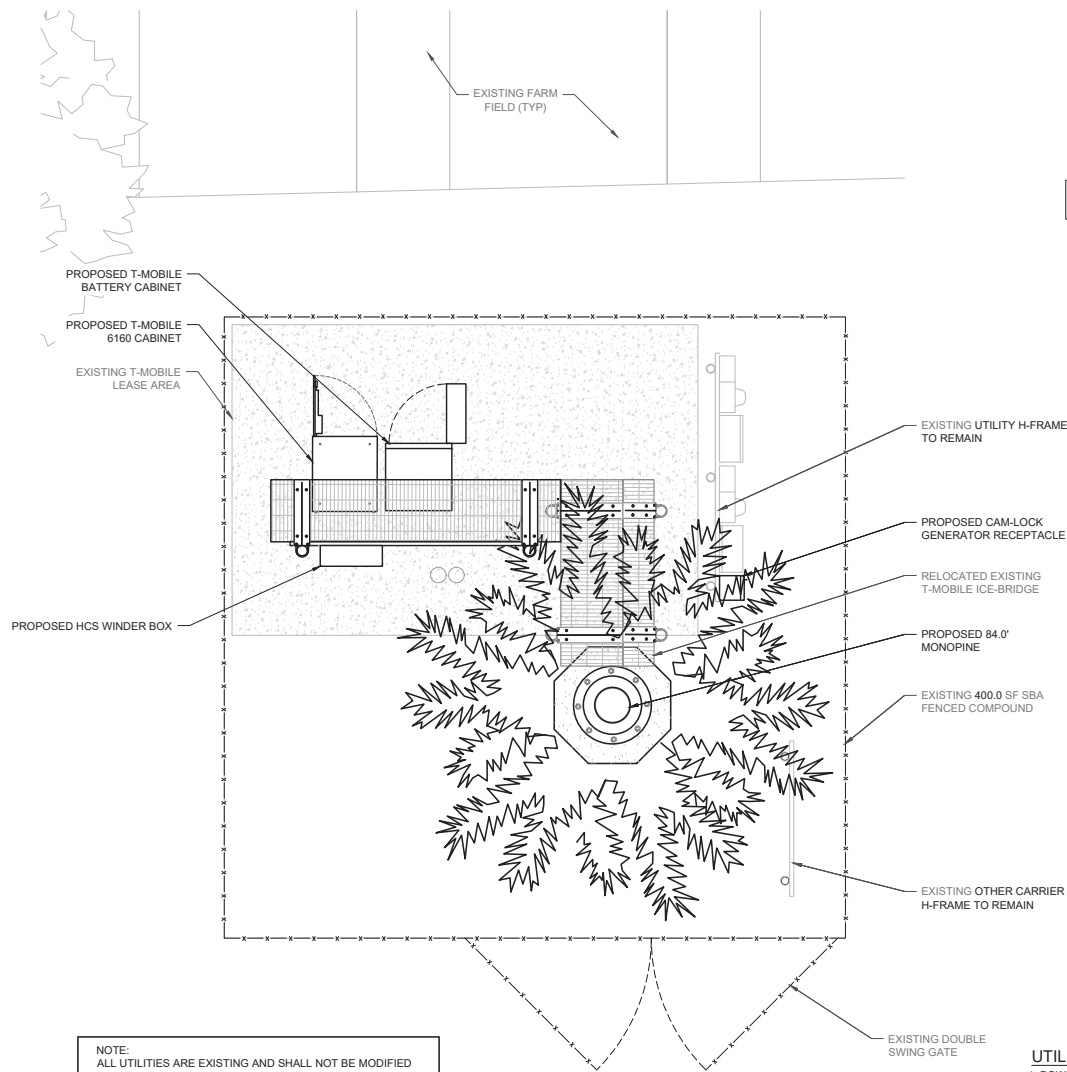 EXISTING FARM
FIELD (TYP)
PROPOSED T-MOBILE
BATTERY CABINET
PROPOSED T-MOBILE
6160 CABINET
EXISTING T-MOBILE
LEASE AREA
PROPOSED HCS WINDER BOX
EXISTING UTILITY H-FRAME
TO REMAIN
PROPOSED CAM-LOCK
GENERATOR RECEPTACLE
RELOCATED EXISTING
T-MOBILE ICE-BRIDGE
PROPOSED 84.0'
MONOPINE
EXISTING 400.0 SF SBA
FENCED COMPOUND
EXISTING OTHER CARRIER
H-FRAME TO REMAIN
EXISTING DOUBLE
SWING GATE
NOTE:
ALL UTILITIES ARE EXISTING AND SHALL NOT BE MODIFIED
UTIL